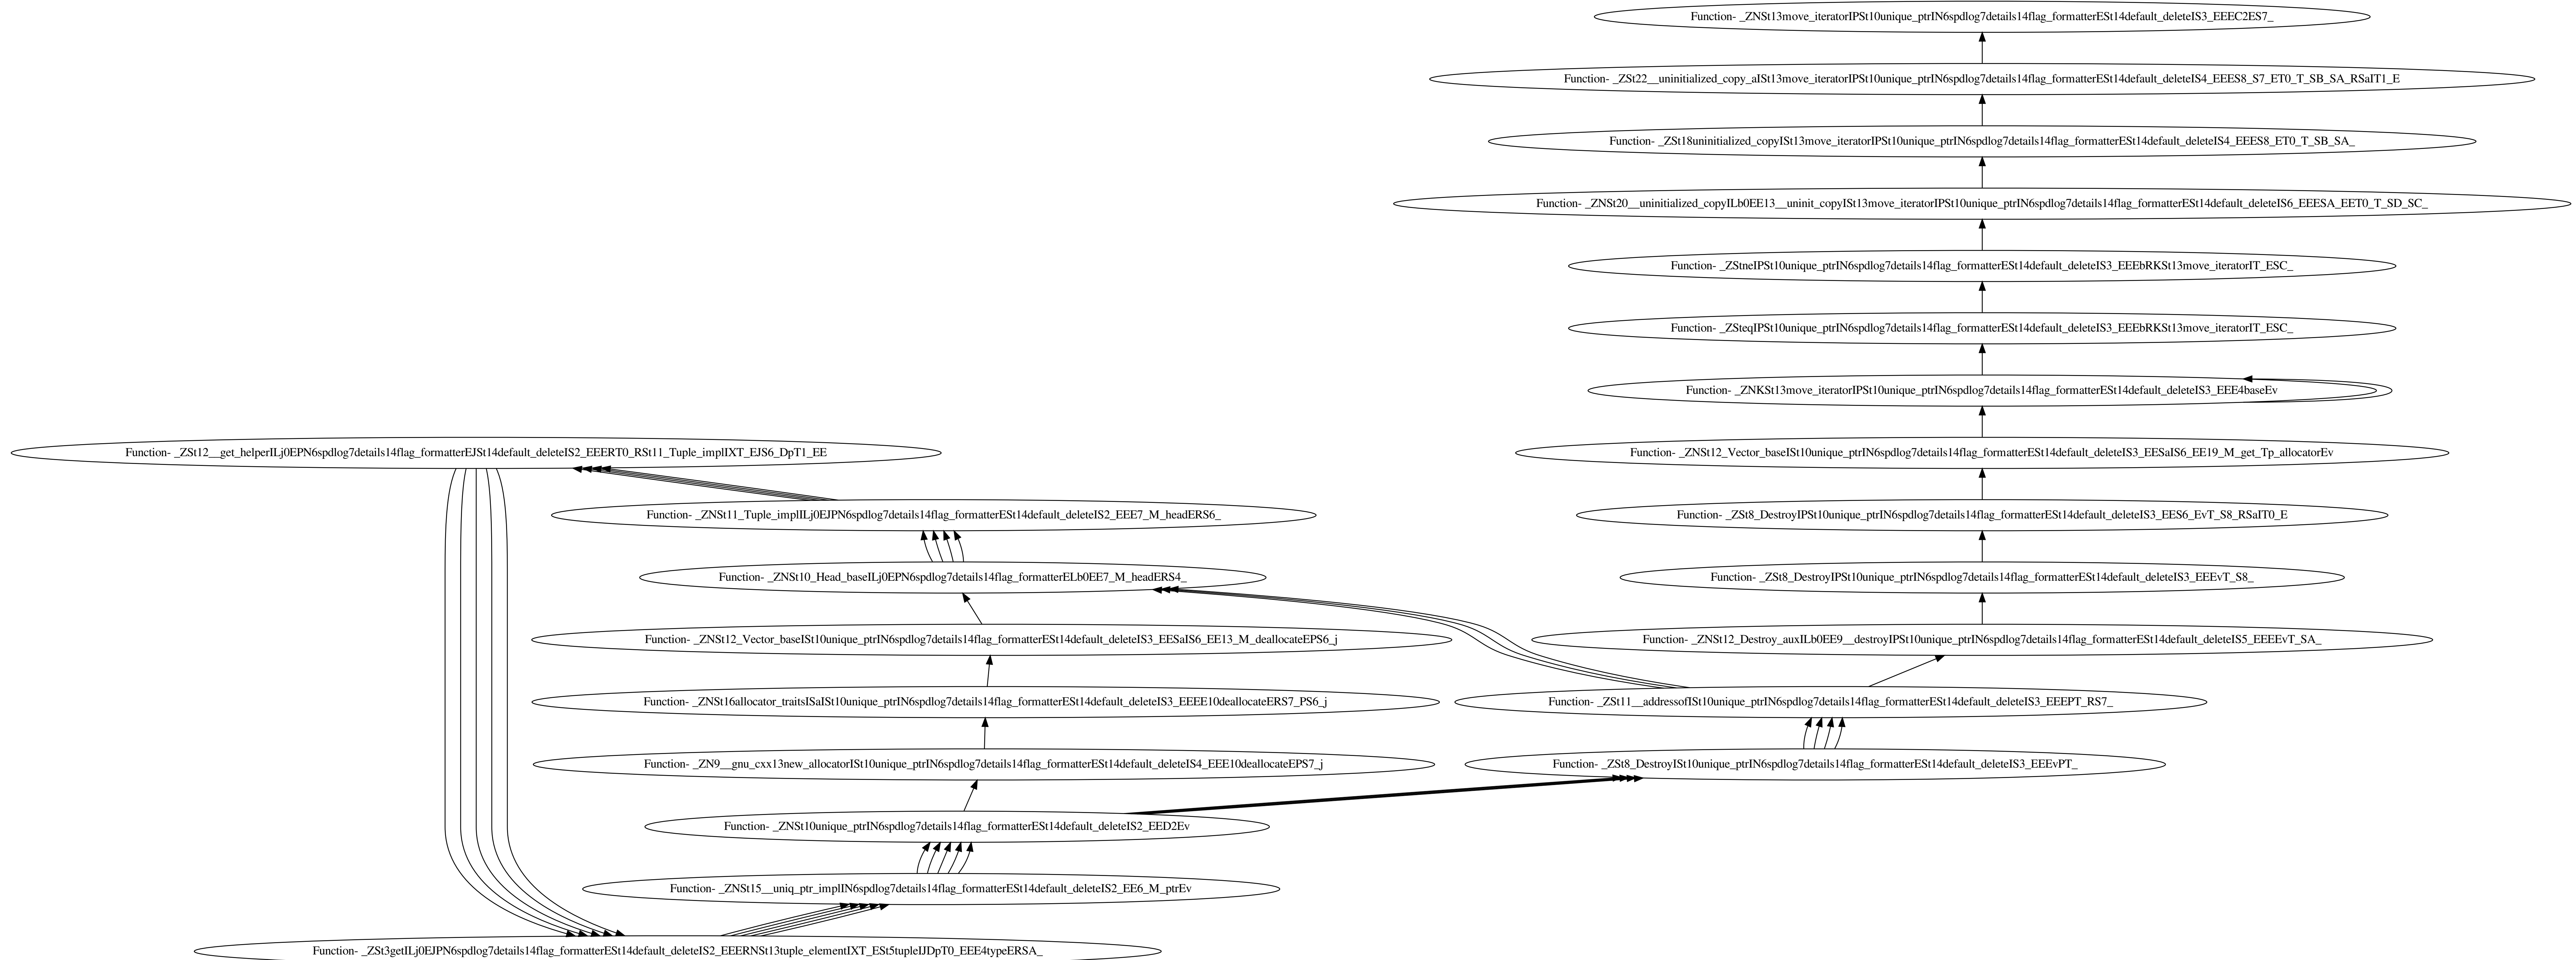 Function- _ZNSt13move_iteratorIPSt10unique_ptrIN6spdlog7details14flag_formatterESt14default_deleteIS3_EEEC2ES7_
Function- _ZSt22__uninitialized_copy_aISt13move_iteratorIPSt10unique_ptrIN6spdlog7details14flag_formatterESt14default_deleteIS4_EEES8_S7_ET0_T_SB_SA_RSaIT1_E
Function- _ZSt18uninitialized_copyISt13move_iteratorIPSt10unique_ptrIN6spdlog7details14flag_formatterESt14default_deleteIS4_EEES8_ET0_T_SB_SA_
Function- _ZNSt20__uninitialized_copyILb0EE13__uninit_copyISt13move_iteratorIPSt10unique_ptrIN6spdlog7details14flag_formatterESt14default_deleteIS6_EEESA_EET0_T_SD_SC_
Function- _ZStneIPSt10unique_ptrIN6spdlog7details14flag_formatterESt14default_deleteIS3_EEEbRKSt13move_iteratorIT_ESC_
Function- _ZSteqIPSt10unique_ptrIN6spdlog7details14flag_formatterESt14default_deleteIS3_EEEbRKSt13move_iteratorIT_ESC_
Function- _ZNKSt13move_iteratorIPSt10unique_ptrIN6spdlog7details14flag_formatterESt14default_deleteIS3_EEE4baseEv
Function- _ZSt12__get_helperILj0EPN6spdlog7details14flag_formatterEJSt14default_deleteIS2_EEERT0_RSt11_Tuple_implIXT_EJS6_DpT1_EE
Function- _ZNSt12_Vector_baseISt10unique_ptrIN6spdlog7details14flag_formatterESt14default_deleteIS3_EESaIS6_EE19_M_get_Tp_allocatorEv
Function- _ZNSt11_Tuple_implILj0EJPN6spdlog7details14flag_formatterESt14default_deleteIS2_EEE7_M_headERS6_
Function- _ZSt8_DestroyIPSt10unique_ptrIN6spdlog7details14flag_formatterESt14default_deleteIS3_EES6_EvT_S8_RSaIT0_E
Function- _ZNSt10_Head_baseILj0EPN6spdlog7details14flag_formatterELb0EE7_M_headERS4_
Function- _ZSt8_DestroyIPSt10unique_ptrIN6spdlog7details14flag_formatterESt14default_deleteIS3_EEEvT_S8_
Function- _ZNSt12_Vector_baseISt10unique_ptrIN6spdlog7details14flag_formatterESt14default_deleteIS3_EESaIS6_EE13_M_deallocateEPS6_j
Function- _ZNSt12_Destroy_auxILb0EE9__destroyIPSt10unique_ptrIN6spdlog7details14flag_formatterESt14default_deleteIS5_EEEEvT_SA_
Function- _ZNSt16allocator_traitsISaISt10unique_ptrIN6spdlog7details14flag_formatterESt14default_deleteIS3_EEEE10deallocateERS7_PS6_j
Function- _ZSt11__addressofISt10unique_ptrIN6spdlog7details14flag_formatterESt14default_deleteIS3_EEEPT_RS7_
Function- _ZN9__gnu_cxx13new_allocatorISt10unique_ptrIN6spdlog7details14flag_formatterESt14default_deleteIS4_EEE10deallocateEPS7_j
Function- _ZSt8_DestroyISt10unique_ptrIN6spdlog7details14flag_formatterESt14default_deleteIS3_EEEvPT_
Function- _ZNSt10unique_ptrIN6spdlog7details14flag_formatterESt14default_deleteIS2_EED2Ev
Function- _ZNSt15__uniq_ptr_implIN6spdlog7details14flag_formatterESt14default_deleteIS2_EE6_M_ptrEv
Function- _ZSt3getILj0EJPN6spdlog7details14flag_formatterESt14default_deleteIS2_EEERNSt13tuple_elementIXT_ESt5tupleIJDpT0_EEE4typeERSA_